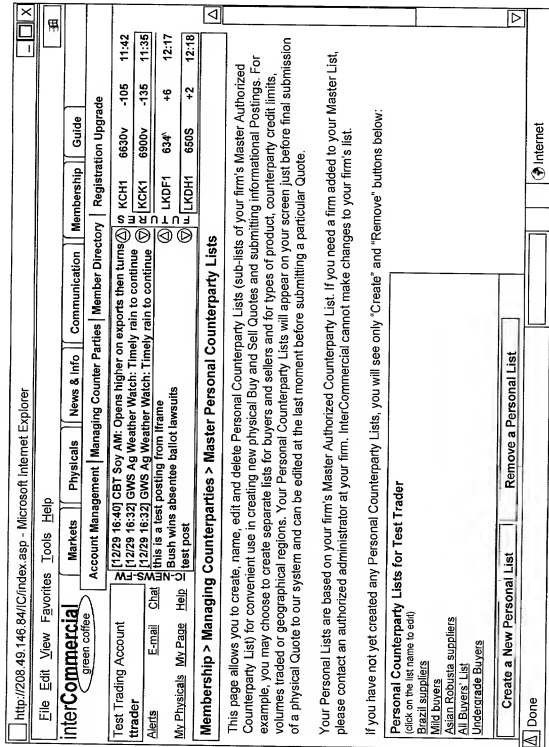 http://208.49.146.84/IC/index.asp - Microsoft Internet Explorer
File Edit View Favorites Tools Help
interCommercial
green coffee
Markets Physicals News & Info Communication Membership Guide
Account Management Managing Counter Parties Member Directory Registration Upgrade
Test Trading Account
ttrader
Alerts E-mail Chat
My Physicals My Page Help
IC-NEWS-FW
[12/29 16:40] CBT Soy AM: Opens higher on exports then turns
[12/29 16:32] GWS Ag Weather Watch: Timely rain to continue
[12/29 16:32] GWS Ag Weather Watch: Timely rain to continue
this is a test posting from Iframe
Bush wins absentee ballot lawsuits
test post
FUTURES
KCH1 6630v -105 11:42
KCK1 6900v -135 11:35
LKDF1 634^ +6 12:17
LKDH1 650S +2 12:18
Membership > Managing Counterparties > Master Personal Counterparty Lists
This page allows you to create, name, edit and delete Personal Counterparty Lists (sub-lists of your firm's Master Authorized
Counterparty List) for convenient use in creating new physical Buy and Sell Quotes and submitting informational Postings. For
example, you may choose to create separate lists for buyers and sellers and for types of product, counterparty credit limits,
volumes traded or geographical regions. Your Personal Counterparty Lists will appear on your screen just before final submission
of a physical Quote to our system and can be edited at the last moment before submitting a particular Quote.
Your Personal Lists are based on your firm's Master Authorized Counterparty List. If you need a firm added to your Master List,
please contact an authorized administrator at your firm. InterCommercial cannot make changes to your firm's list.
If you have not yet created any Personal Counterparty Lists, you will see only "Create" and "Remove" buttons below:
Personal Counterparty Lists for Test Trader
(click on the list name to edit)
Brazil suppliers
Mild buyers
Asian Robusta suppliers
All Buyers' List
Undergrade Buyers
Create a New Personal List Remove a Personal List
Done Internet